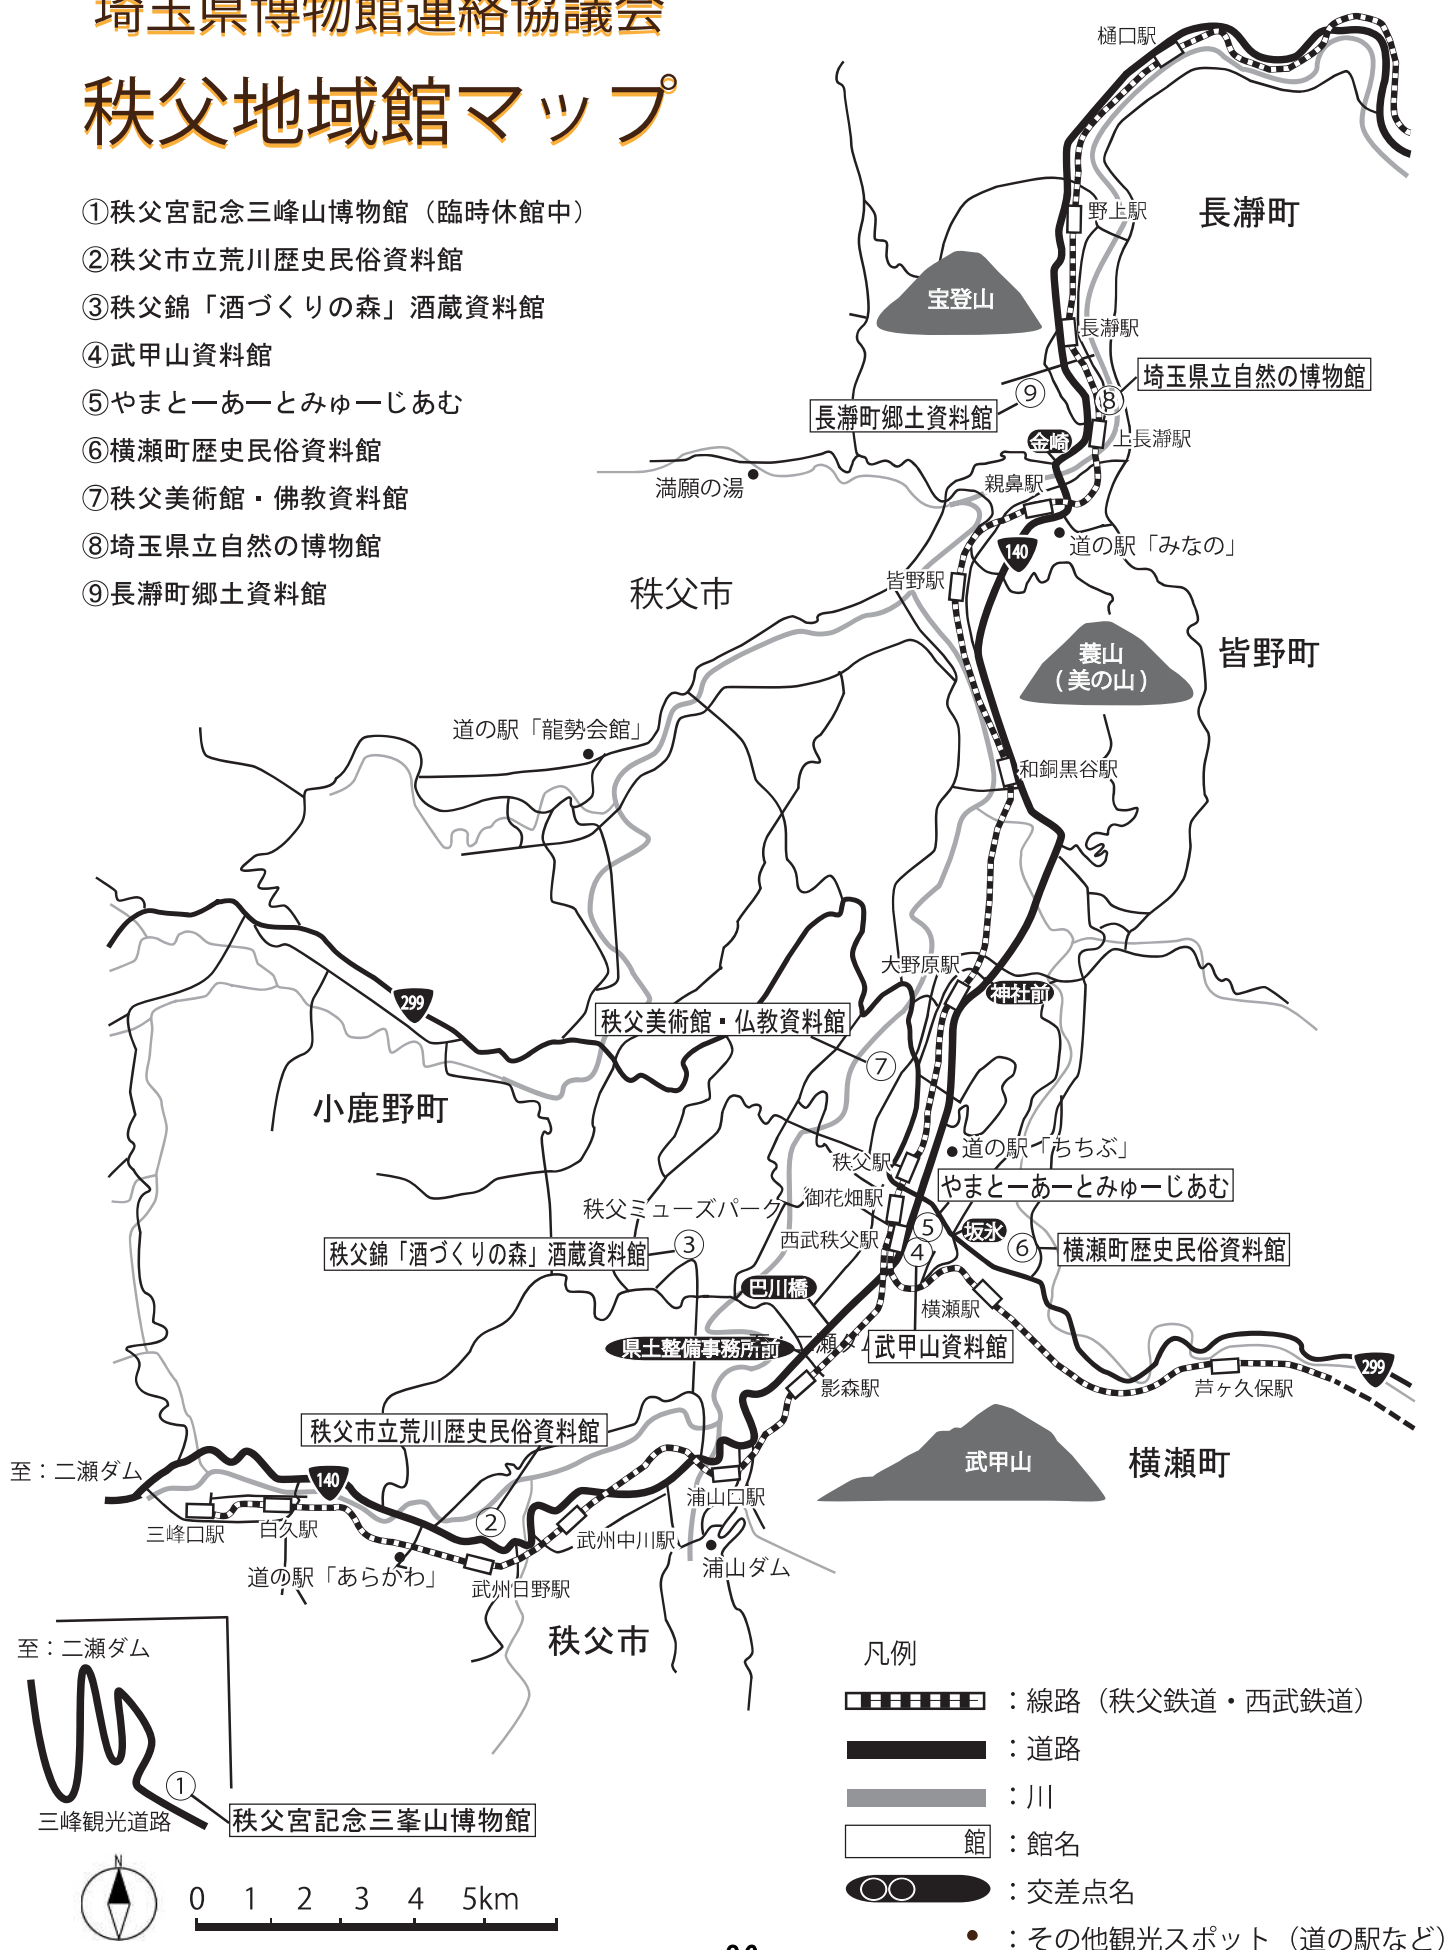 埼玉県博物館連絡協議会
秩父地域館マップ
①秩父宮記念三峰山博物館（臨時休館中）
②秩父市立荒川歴史民俗資料館
③秩父錦「酒づくりの森」酒蔵資料館
④武甲山資料館
⑤やまとーあーとみゅーじあむ
⑥横瀬町歴史民俗資料館
⑦秩父美術館・佛教資料館
⑧埼玉県立自然の博物館
⑨長瀞町郷土資料館
樋口駅
野上駅
長瀞町
宝登山
長瀞駅
埼玉県立自然の博物館
⑨
⑧
長瀞町郷土資料館
金崎
上長瀞駅
満願の湯
親鼻駅
道の駅「みなの」
140
皆野駅
秩父市
蓑山
（美の山）
皆野町
道の駅「龍勢会館」
和銅黒谷駅
大野原駅
神社前
299
秩父美術館・仏教資料館
⑦
小鹿野町
道の駅「ちちぶ」
秩父駅
やまとーあーとみゅーじあむ
御花畑駅
秩父ミューズパーク
⑤
坂氷
西武秩父駅
③
④
⑥
横瀬町歴史民俗資料館
秩父錦「酒づくりの森」酒蔵資料館
巴川橋
横瀬駅
県土整備事務所前
至：二瀬ダム
武甲山資料館
299
影森駅
芦ヶ久保駅
秩父市立荒川歴史民俗資料館
武甲山
横瀬町
至：二瀬ダム
140
浦山口駅
②
三峰口駅
白久駅
武州中川駅
浦山ダム
道の駅「あらかわ」
武州日野駅
秩父市
至：二瀬ダム
①
三峰観光道路
秩父宮記念三峯山博物館
N
0 1 2 3 4 5km
凡例
：線路（秩父鉄道・西武鉄道）
：道路
：川
館：館名
○○：交差点名
●：その他観光スポット（道の駅など）